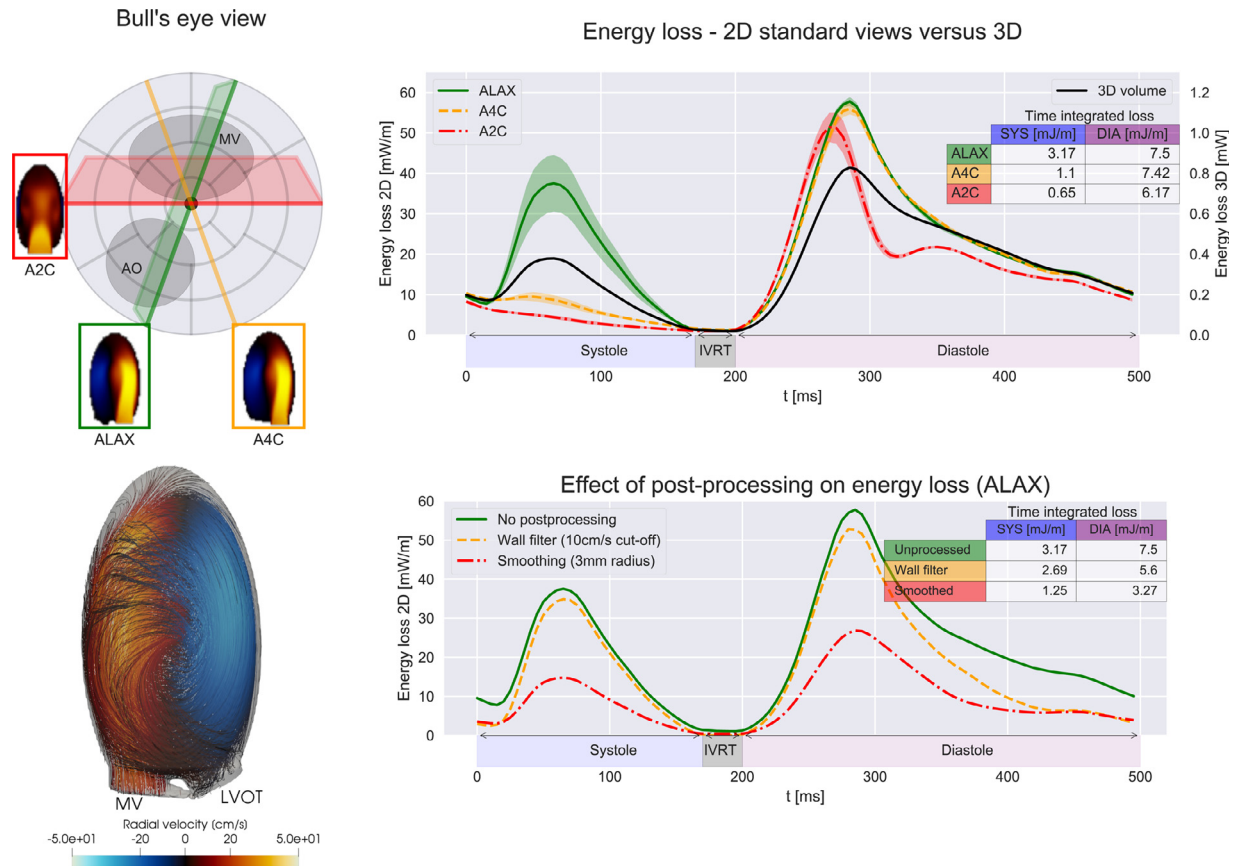 Bull's eye view
MV
AO
A2C
ALAX
A4C
MV
LVOT
Radial velocity [cm/s]
-5.0e+01 -20 0 20 5.0e+01
Energy loss - 2D standard views versus 3D
ALAX
A4C
A2C
3D volume
Time integrated loss
SYS [mJ/m] DIA [mJ/m]
ALAX 3.17 7.5
A4C 1.1 7.42
A2C 0.65 6.17
Energy loss 2D [mW/m]
60
50
40
30
20
10
0
Energy loss 3D [mW]
1.2
1.0
0.8
0.6
0.4
0.2
0.0
Systole IVRT Diastole
0 100 200 300 400 500
t [ms]
Effect of post-processing on energy loss (ALAX)
No postprocessing
Wall filter (10cm/s cut-off)
Smoothing (3mm radius)
Time integrated loss
SYS [mJ/m] DIA [mJ/m]
Unprocessed 3.17 7.5
Wall filter 2.69 5.6
Smoothed 1.25 3.27
Energy loss 2D [mW/m]
60
50
40
30
20
10
0
Systole IVRT Diastole
0 100 200 300 400 500
t [ms]